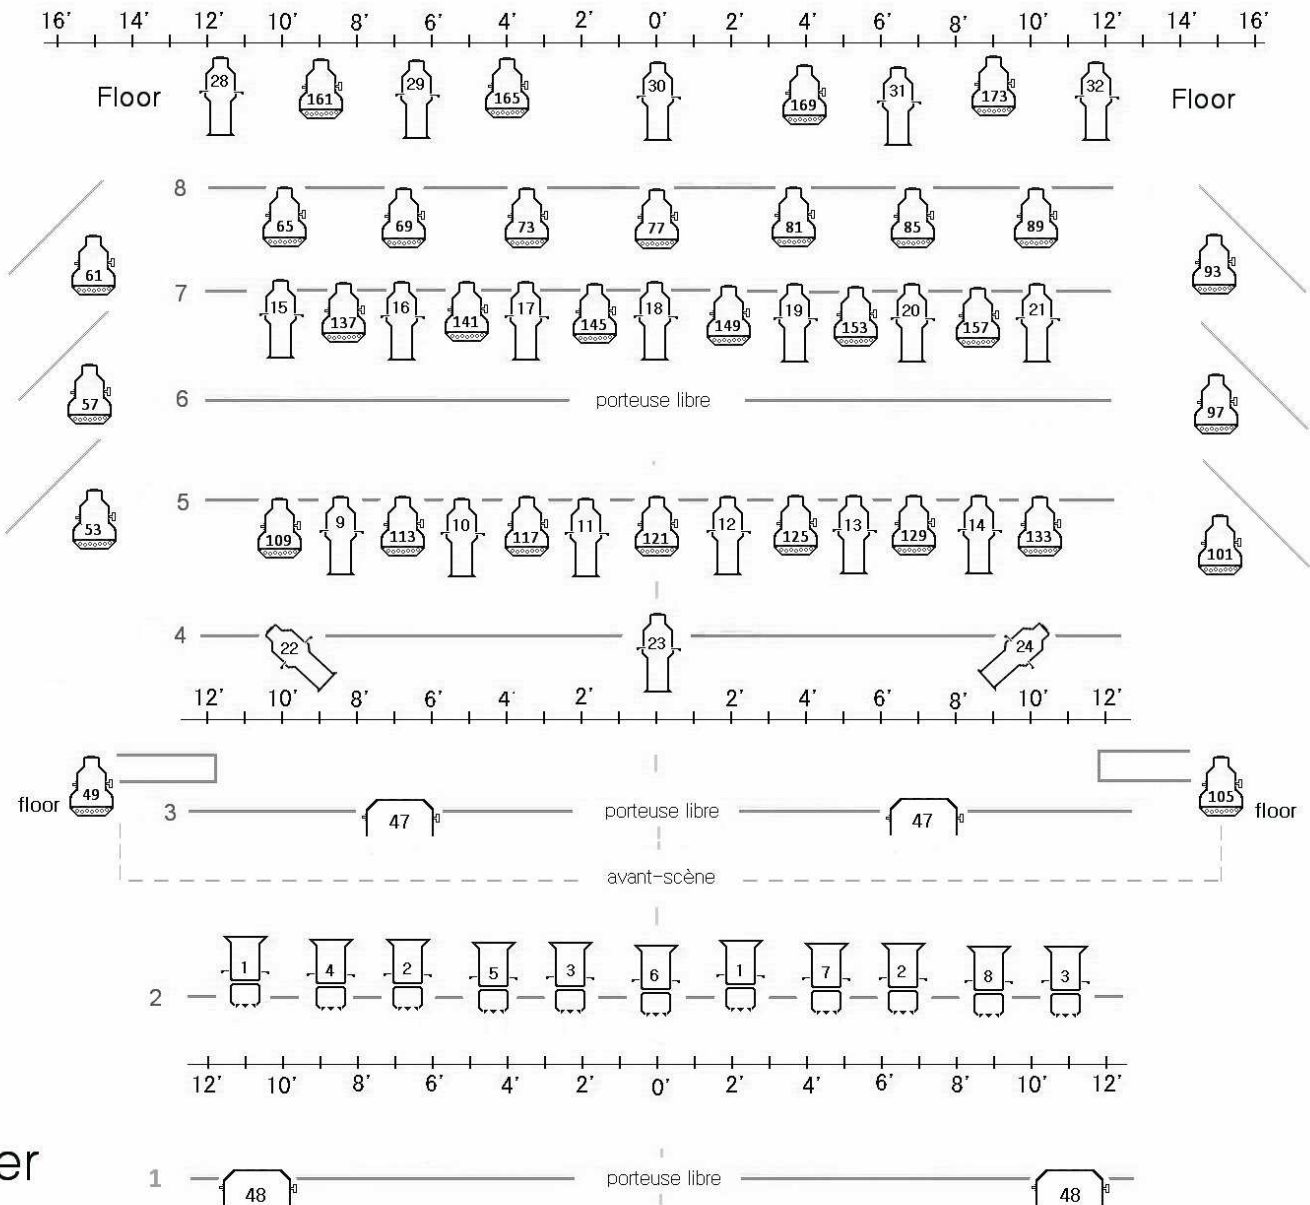 16' 14' 12' 10' 8' 6' 4' 2' 0' 2' 4' 6' 8' 10' 12' 14' 16'
Floor 28 161 29 165 30 169 31 173 32 Floor
8 65 69 73 77 81 85 89
61 93
7 15 137 16 141 17 145 18 149 19 153 20 157 21
57 6 porteuse libre 97
5
53 109 9 113 10 117 11 121 12 125 13 129 14 133 101
4 22 23 24
12' 10' 8' 6' 4' 2' 2' 4' 6' 8' 10' 12'
floor 49 105 floor
3 47 porteuse libre 47
avant-scène
1 4 2 5 3 6 1 7 2 8 3
2
12' 10' 8' 6' 4' 2' 0' 2' 4' 6' 8' 10' 12'
er
1 48 porteuse libre 48